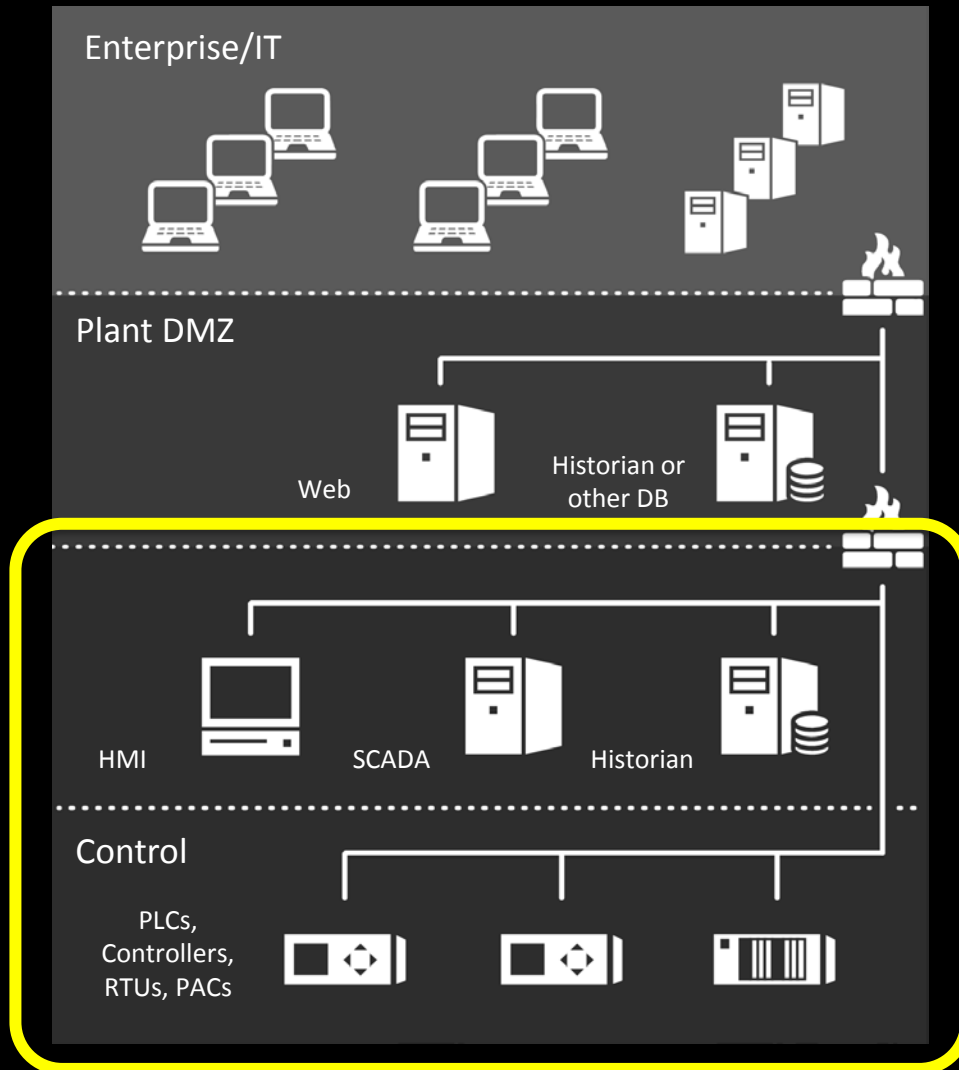 Enterprise/IT
Plant DMZ
Web
Historian or
other DB
HMI
SCADA
Historian
Control
PLCs,
Controllers,
RTUs, PACs